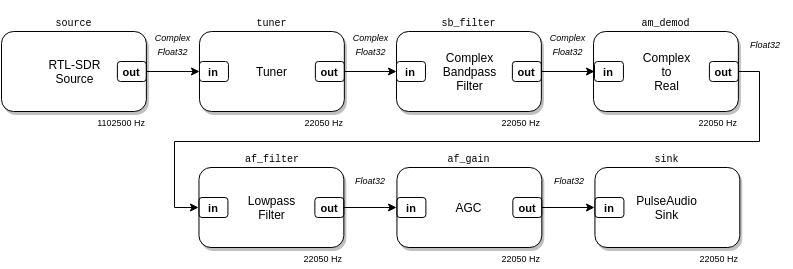 source
tuner
sb_filter
am_demod
Complex
Float32
Complex
Float32
Complex
Float32
Float32
RTL-SDR
Source
out
in
Tuner
out
in
Complex
Bandpass
Filter
out
in
Complex
to
Real
out
1102500 Hz
22050 Hz
22050 Hz
22050 Hz
af_filter
af_gain
sink
in
Lowpass
Filter
out
Float32
in
AGC
out
Float32
in
PulseAudio
Sink
22050 Hz
22050 Hz
22050 Hz